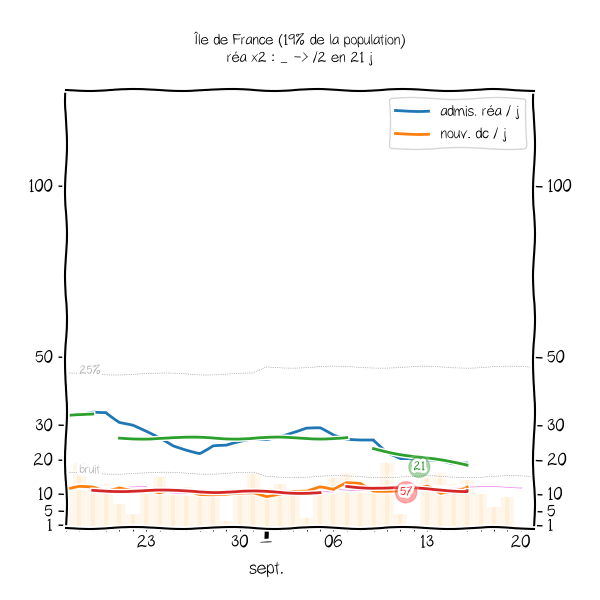 Île de France (19% de la population)
réa x2 : _ -> /2 en 21 j
admis. réa / j
nouv. dc / j
100 100
50 50
25%
30 30
20 20
21
bruit
10 10
57
5 5
1 1
23 30 06 13 20
sept.